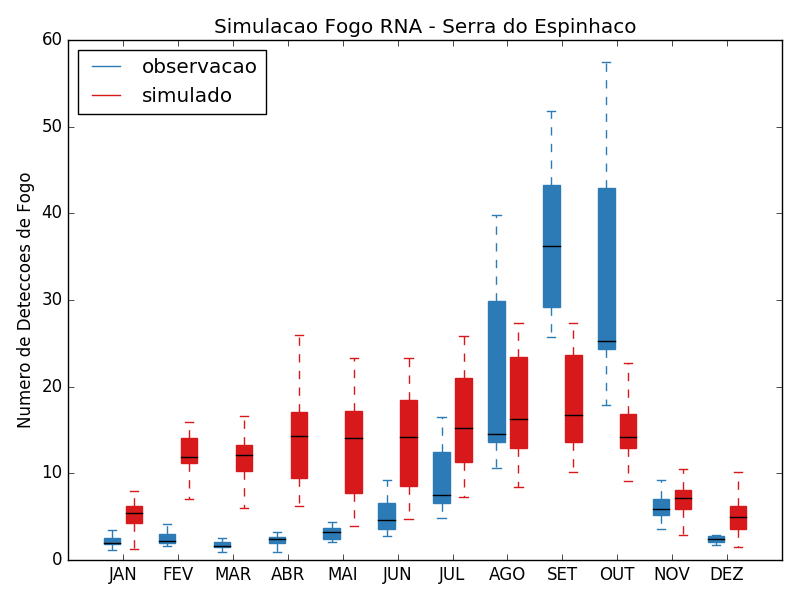 Simulacao Fogo RNA - Serra do Espinhaco
observacao
simulado
Numero de Deteccoes de Fogo
60
50
40
30
20
10
0
JAN FEV MAR ABR MAI JUN JUL AGO SET OUT NOV DEZ